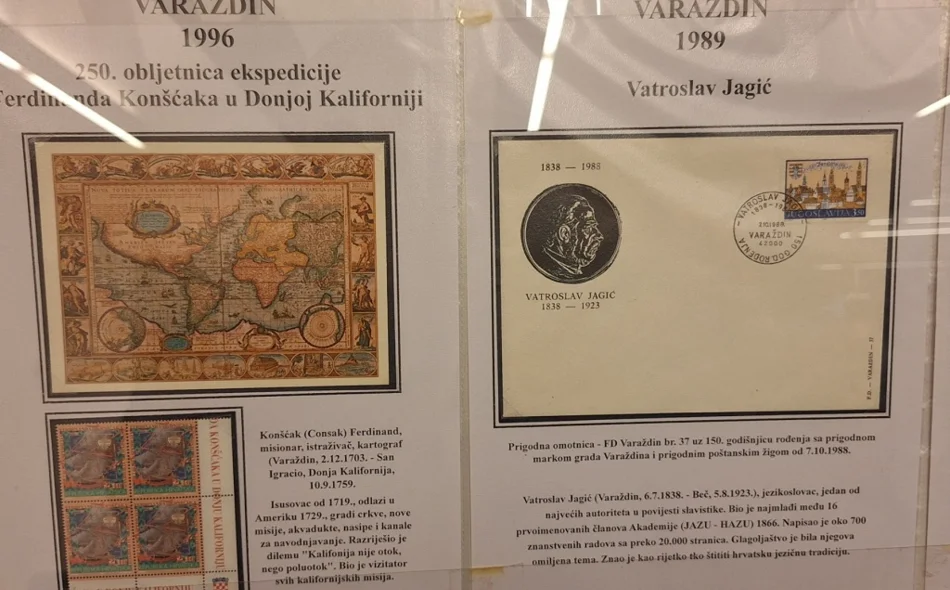 VARAŽDIN
1996
250. obljetnica ekspedicije
Ferdinanda Konšćaka u Donjoj Kaliforniji
Konšćak (Consak) Ferdinand,
misionar, istraživač, kartograf
(Varaždin, 2.12.1703. - San
Ignacio, Donja Kalifornija,
10.9.1759.
Isusovac od 1719., odlazi u
Ameriku 1729., gradi crkve, nove
misije, akvadukte, nasipe i kanale
za navodnjavanje. Razrriješio je
dilemu "Kalifonija nije otok,
nego poluotok". Bio je vizitator
svih kalifornijskih misija.
VARAŽDIN
1989
Vatroslav Jagić
1838 — 1988
VATROSLAV JAGIĆ
1838 — 1923
VATROSLAV
VARAŽDIN
42000
150 GOD. ROĐENJA
JUGOSLAVIJA
F.D. — VARAŽDIN — 37
Prigodna omotnica - FD Varaždin br. 37 uz 150. godišnjicu rođenja sa prigodnom
markom grada Varaždina i prigodnim poštanskim žigom od 7.10.1988.
Vatroslav Jagić (Varaždin, 6.7.1838. - Beč, 5.8.1923.), jezikoslovac, jedan od
najvećih autoriteta u povijesti slavistike. Bio je najmlađi među 16
prvoimenovanih članova Akademije (JAZU - HAZU) 1866. Napisao je oko 700
znanstvenih radova sa preko 20.000 stranica. Glagoljaštvo je bila njegova
omiljena tema. Znao je kao rijetko tko štititi hrvatsku jezičnu tradiciju.